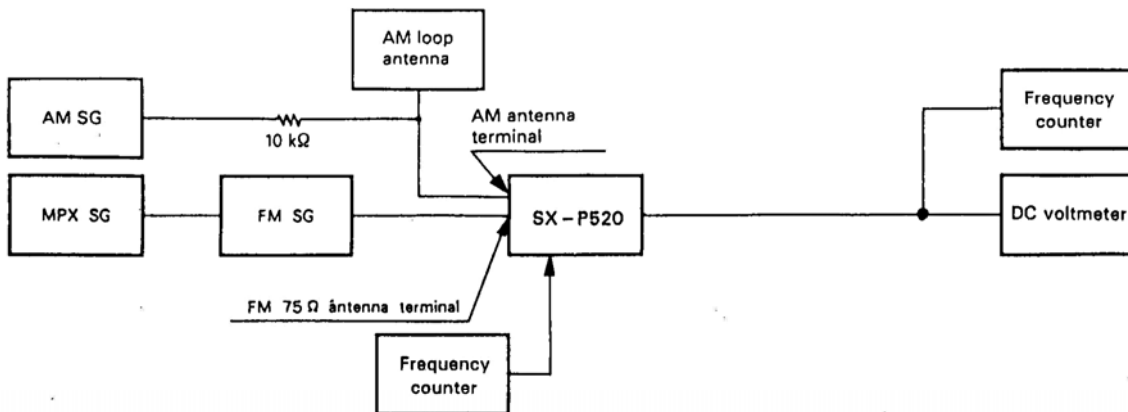 AM loop
antenna
AM SG
10 kΩ
AM antenna
terminal
Frequency
counter
MPX SG
FM SG
SX-P520
DC voltmeter
FM 75 Ω antenna terminal
Frequency
counter